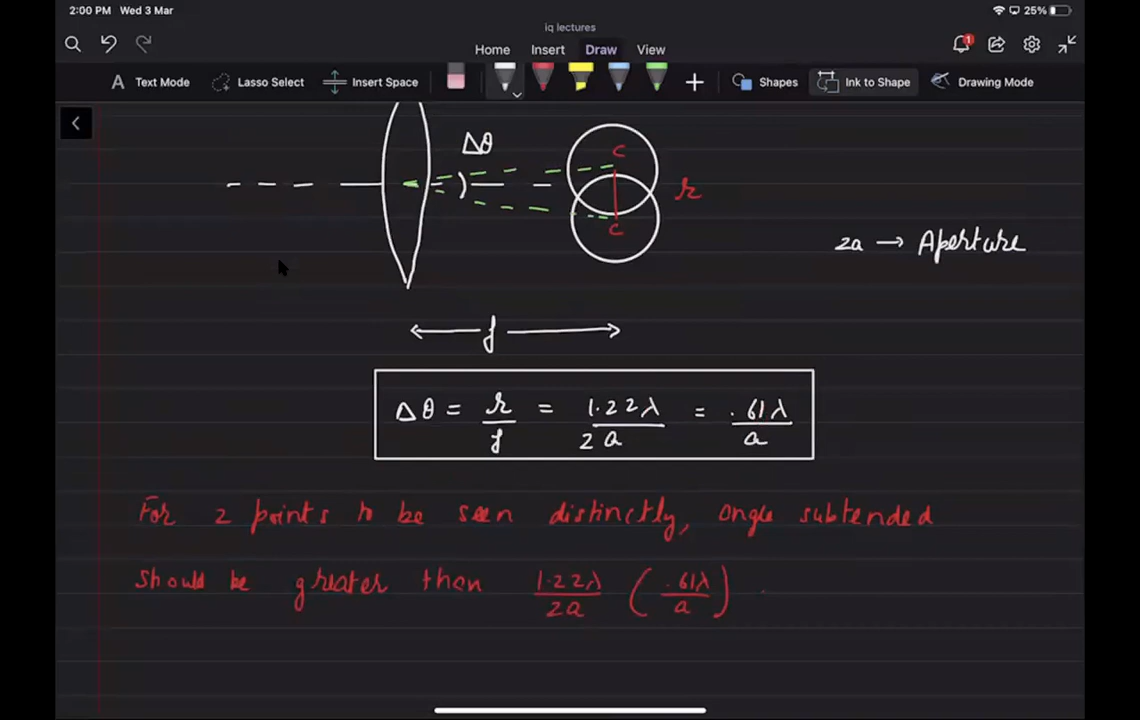 2:00 PM Wed 3 Mar
25%
iq lectures
Home Insert Draw View
1
Text Mode Lasso Select Insert Space Shapes Ink to Shape Drawing Mode
Δθ
c
r
c
2a → Aperture
f
Δθ = r/f = 1.22λ/2a = .61λ/a
For 2 points to be seen distinctly, angle subtended
should be greater then 1.22λ/2a (.61λ/a)